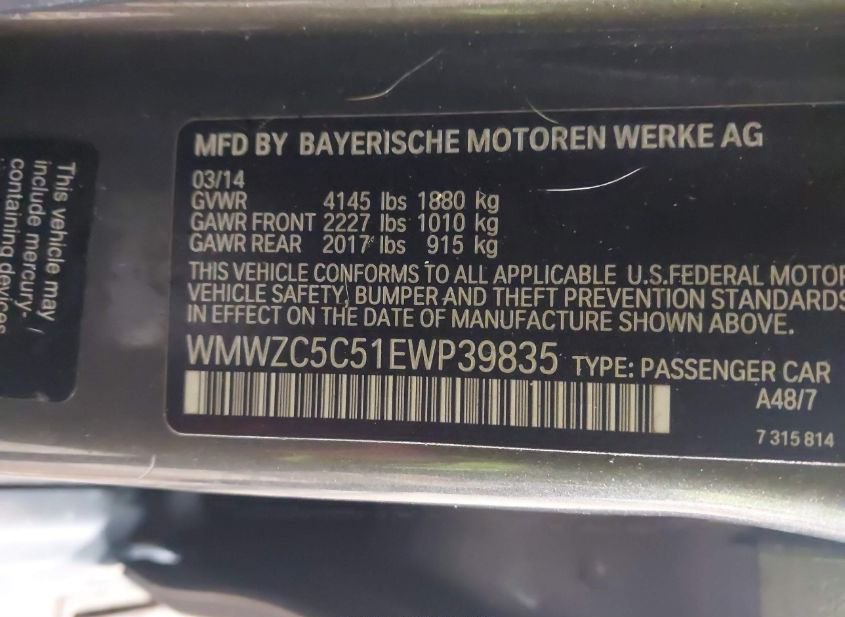 MFD BY BAYERISCHE MOTOREN WERKE AG
03/14
GVWR 4145 lbs 1880 kg
GAWR FRONT 2227 lbs 1010 kg
GAWR REAR 2017 lbs 915 kg
THIS VEHICLE CONFORMS TO ALL APPLICABLE U.S.FEDERAL MOTOR
VEHICLE SAFETY, BUMPER AND THEFT PREVENTION STANDARDS
IN EFFECT ON THE DATE OF MANUFACTURE SHOWN ABOVE.
WMWZC5C51EWP39835 TYPE: PASSENGER CAR
A48/7
7 315 814
This vehicle may
include mercury- /
containing devices